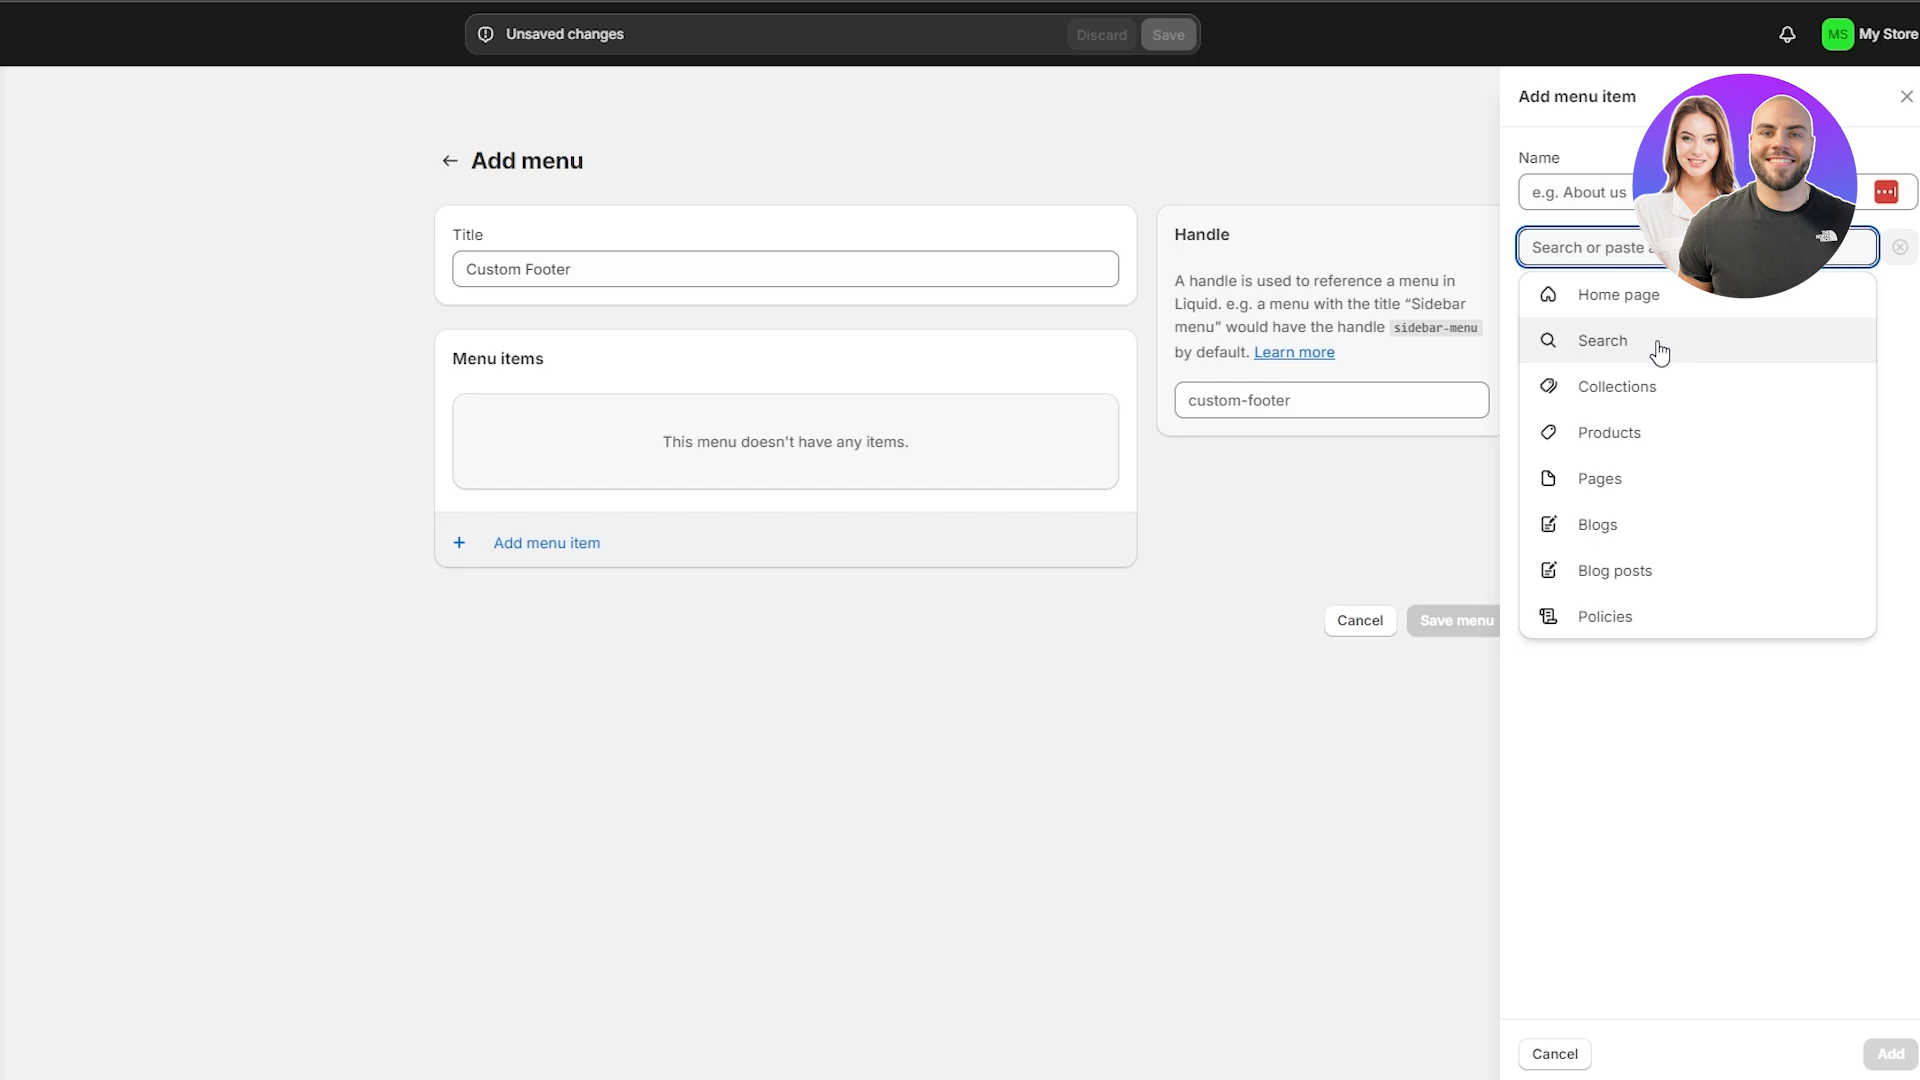 Unsaved changes
Discard
Save
MS
My Store
Add menu
Title
Custom Footer
Menu items
This menu doesn't have any items.
+ Add menu item
Handle
A handle is used to reference a menu in
Liquid. e.g. a menu with the title “Sidebar
menu” would have the handle sidebar-menu
by default. Learn more
custom-footer
Cancel
Save menu
Add menu item
Name
e.g. About us
Search or paste
Home page
Search
Collections
Products
Pages
Blogs
Blog posts
Policies
Cancel
Add